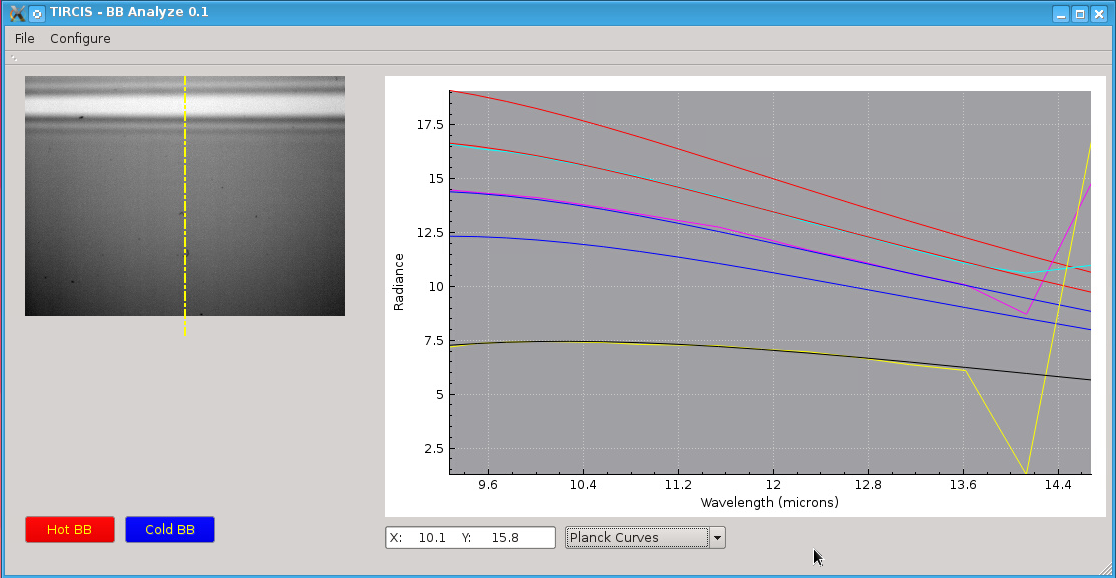 TIRCIS - BB Analyze 0.1
File Configure
17.5
15
12.5
10
7.5
5
2.5
Radiance
9.6 10.4 11.2 12 12.8 13.6 14.4
Wavelength (microns)
Hot BB Cold BB
X: 10.1 Y: 15.8 Planck Curves